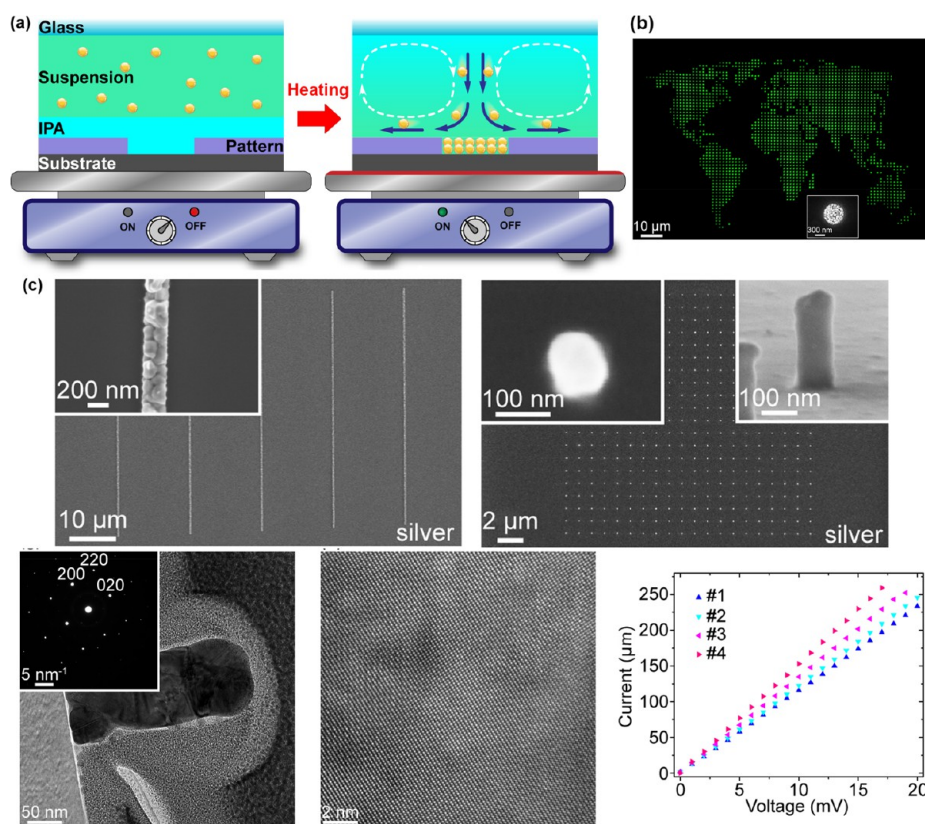 (a)
Glass
Suspension
IPA
Pattern
Substrate
ON
OFF
Heating
ON
OFF
(b)
10 µm
300 nm
(c)
200 nm
10 µm
silver
100 nm
100 nm
2 µm
silver
220
200
020
5 nm⁻¹
50 nm
2 nm
Current (µm)
250
200
150
100
50
0
#1
#2
#3
#4
0
5
10
15
20
Voltage (mV)